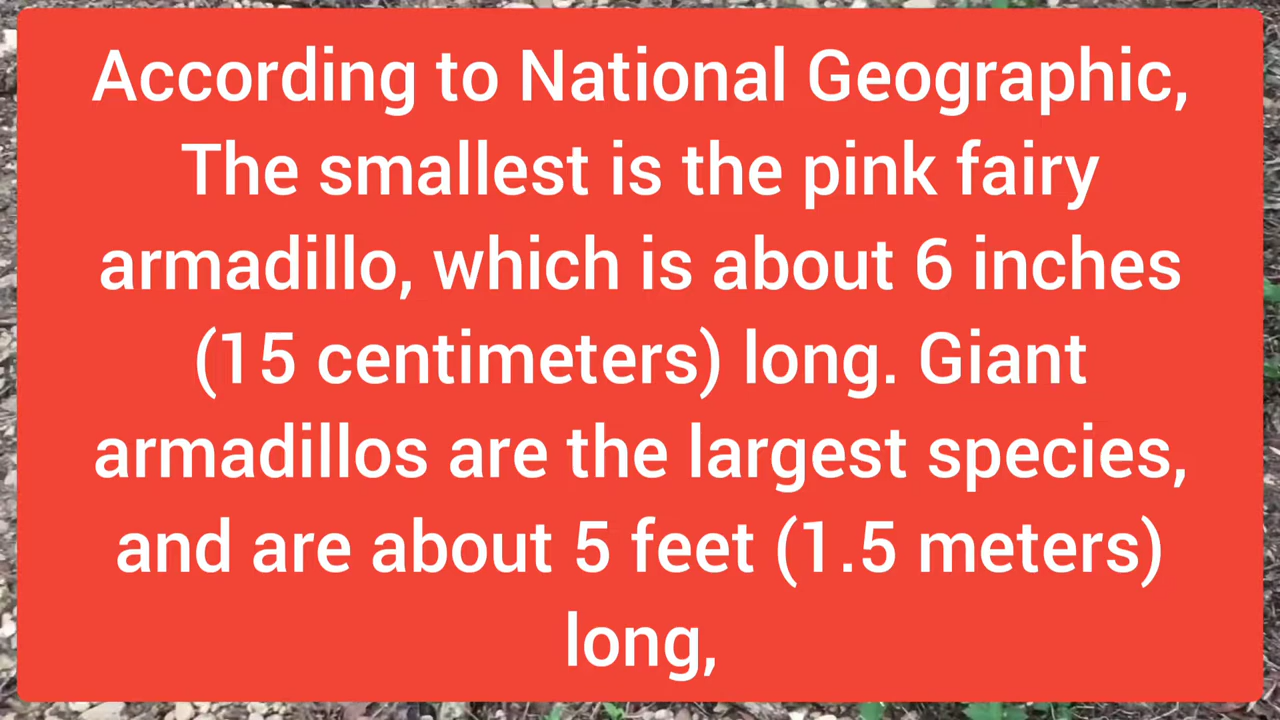 According to National Geographic,
The smallest is the pink fairy
armadillo, which is about 6 inches
(15 centimeters) long. Giant
armadillos are the largest species,
and are about 5 feet (1.5 meters)
long,